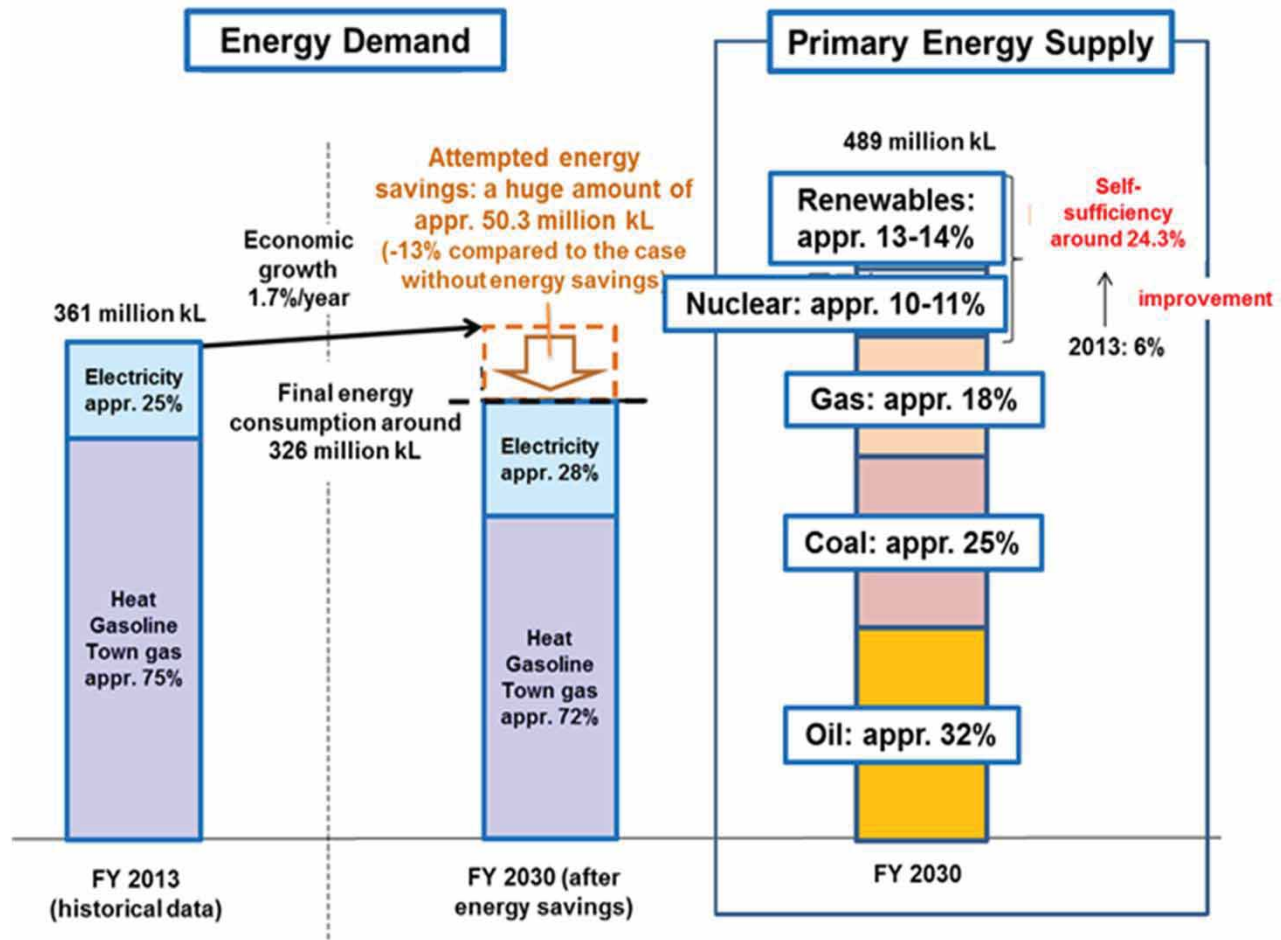 Energy Demand
Primary Energy Supply
361 million kL
Electricity
appr. 25%
Heat
Gasoline
Town gas
appr. 75%
FY 2013
(historical data)
Economic
growth
1.7%/year
Final energy
consumption around
326 million kL
Attempted energy
savings: a huge amount of
appr. 50.3 million kL
(-13% compared to the case
without energy savings)
Electricity
appr. 28%
Heat
Gasoline
Town gas
appr. 72%
FY 2030 (after
energy savings)
489 million kL
Renewables:
appr. 13-14%
Nuclear: appr. 10-11%
Gas: appr. 18%
Coal: appr. 25%
Oil: appr. 32%
FY 2030
Self-
sufficiency
around 24.3%
improvement
2013: 6%